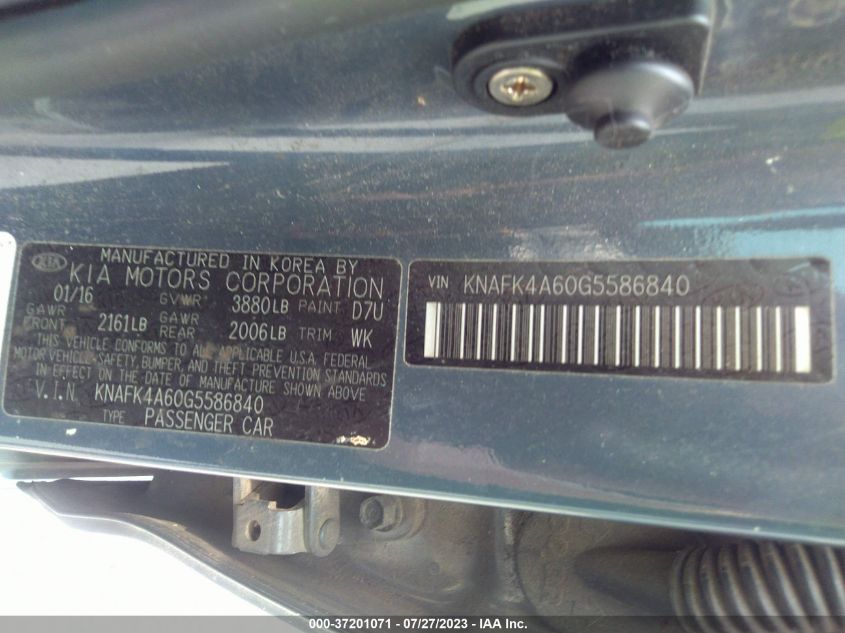 KIA
MANUFACTURED IN KOREA BY
KIA MOTORS CORPORATION
01/16 GVWR 3880LB PAINT D7U
GAWR FRONT 2161LB GAWR REAR 2006LB TRIM WK
THIS VEHICLE CONFORMS TO ALL APPLICABLE U.S.A. FEDERAL
MOTOR VEHICLE SAFETY, BUMPER, AND THEFT PREVENTION STANDARDS
IN EFFECT ON THE DATE OF MANUFACTURE SHOWN ABOVE
V.I.N KNAFK4A60G5586840
TYPE PASSENGER CAR
VIN KNAFK4A60G5586840
000-37201071 - 07/27/2023 - IAA Inc.